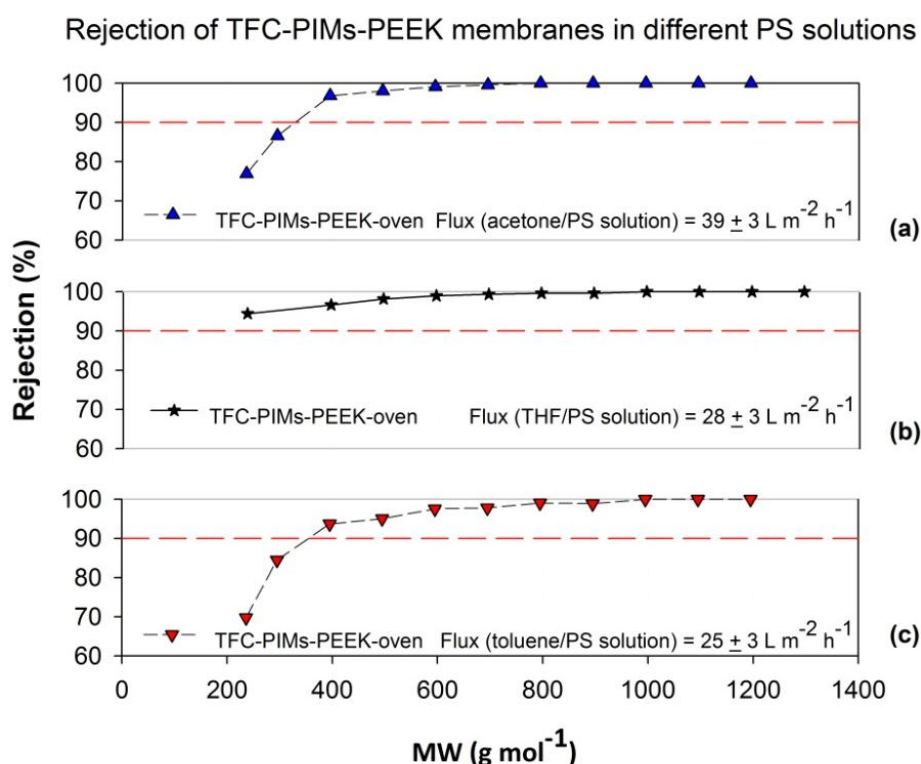 Rejection of TFC-PIMs-PEEK membranes in different PS solutions
Rejection (%)
100
90
80
70
60
TFC-PIMs-PEEK-oven Flux (acetone/PS solution) = 39 ± 3 L m⁻² h⁻¹
(a)
100
90
80
70
60
TFC-PIMs-PEEK-oven Flux (THF/PS solution) = 28 ± 3 L m⁻² h⁻¹
(b)
100
90
80
70
60
TFC-PIMs-PEEK-oven Flux (toluene/PS solution) = 25 ± 3 L m⁻² h⁻¹
(c)
0 200 400 600 800 1000 1200 1400
MW (g mol⁻¹)